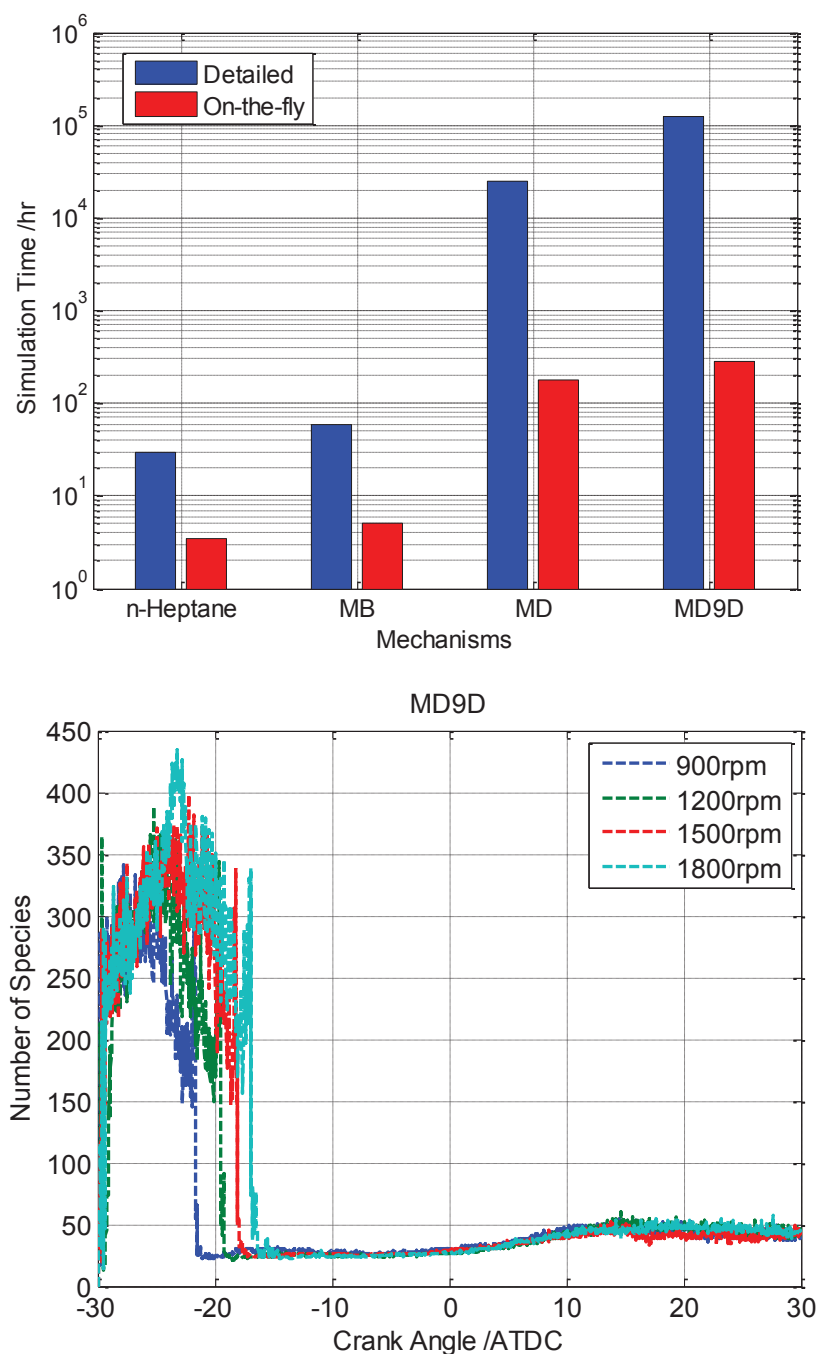 10^6
10^5
10^4
10^3
10^2
10^1
10^0
Simulation Time /hr
Detailed
On-the-fly
n-Heptane MB MD MD9D
Mechanisms
MD9D
450
400
350
300
250
200
150
100
50
0
Number of Species
900rpm
1200rpm
1500rpm
1800rpm
-30 -20 -10 0 10 20 30
Crank Angle /ATDC